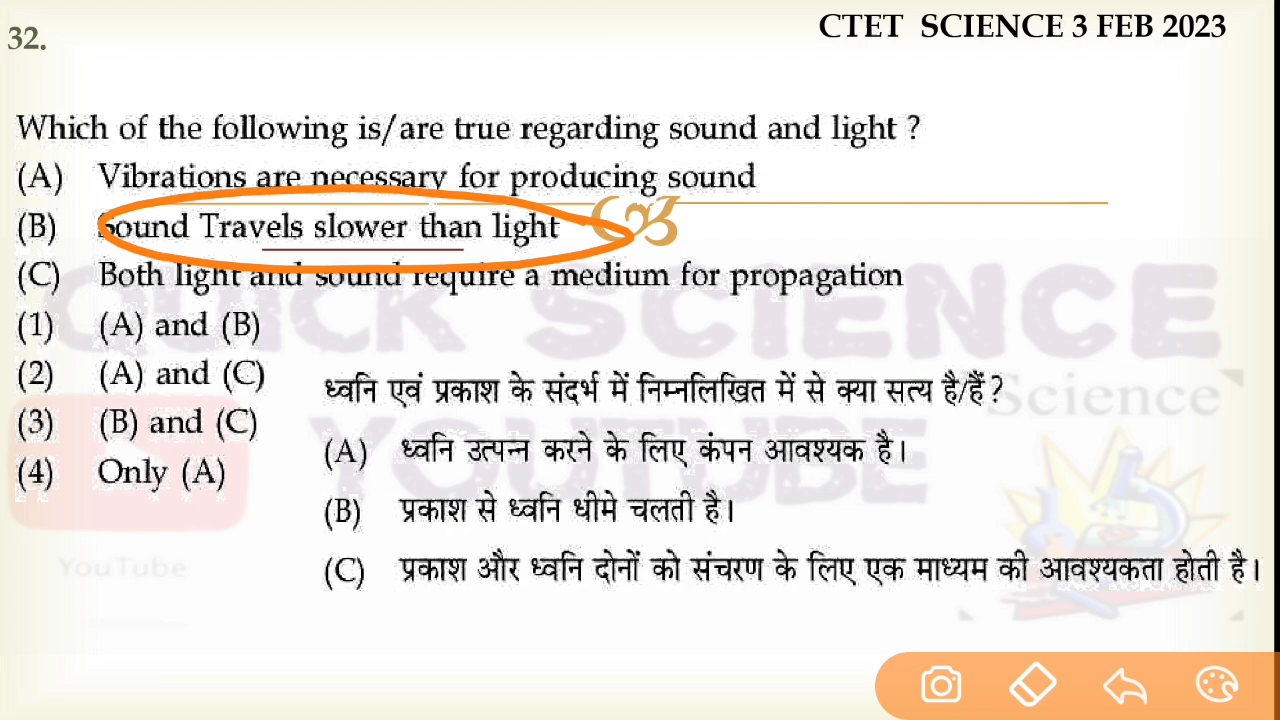 CTET SCIENCE 3 FEB 2023
32.
Which of the following is/are true regarding sound and light ?
(A) Vibrations are necessary for producing sound
(B) Sound Travels slower than light
(C) Both light and sound require a medium for propagation
(1) (A) and (B)
(2) (A) and (C)
(3) (B) and (C)
(4) Only (A)
ध्वनि एवं प्रकाश के संदर्भ में निम्नलिखित में से क्या सत्य है/हैं ?
(A) ध्वनि उत्पन्न करने के लिए कंपन आवश्यक है।
(B) प्रकाश से ध्वनि धीमे चलती है।
(C) प्रकाश और ध्वनि दोनों को संचरण के लिए एक माध्यम की आवश्यकता होती है।
QUICK SCIENCE
YOUTUBE
Science
YouTube